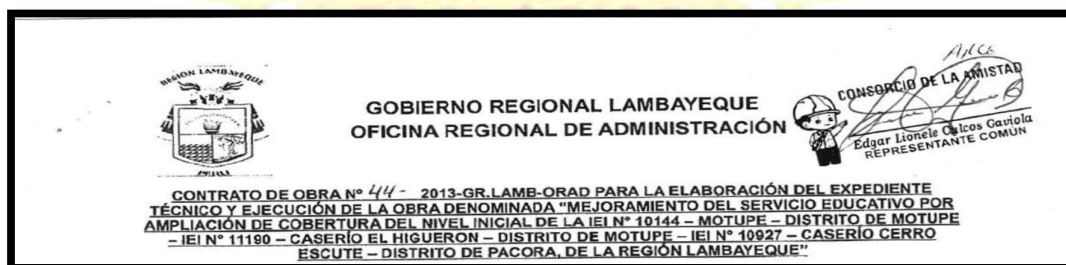 REGION LAMBAYEQUE
PERU
GOBIERNO REGIONAL LAMBAYEQUE
OFICINA REGIONAL DE ADMINISTRACIÓN
CONSORCIO DE LA AMISTAD
Edgar Lionele Gaviola
REPRESENTANTE COMÚN
CONTRATO DE OBRA Nº 44- 2013-GR.LAMB-ORAD PARA LA ELABORACIÓN DEL EXPEDIENTE
TÉCNICO Y EJECUCIÓN DE LA OBRA DENOMINADA "MEJORAMIENTO DEL SERVICIO EDUCATIVO POR
AMPLIACIÓN DE COBERTURA DEL NIVEL INICIAL DE LA IEI Nº 10144 – MOTUPE – DISTRITO DE MOTUPE
– IEI Nº 11190 – CASERÍO EL HIGUERON – DISTRITO DE MOTUPE – IEI Nº 10927 – CASERÍO CERRO
ESCUTE – DISTRITO DE PACORA, DE LA REGIÓN LAMBAYEQUE"